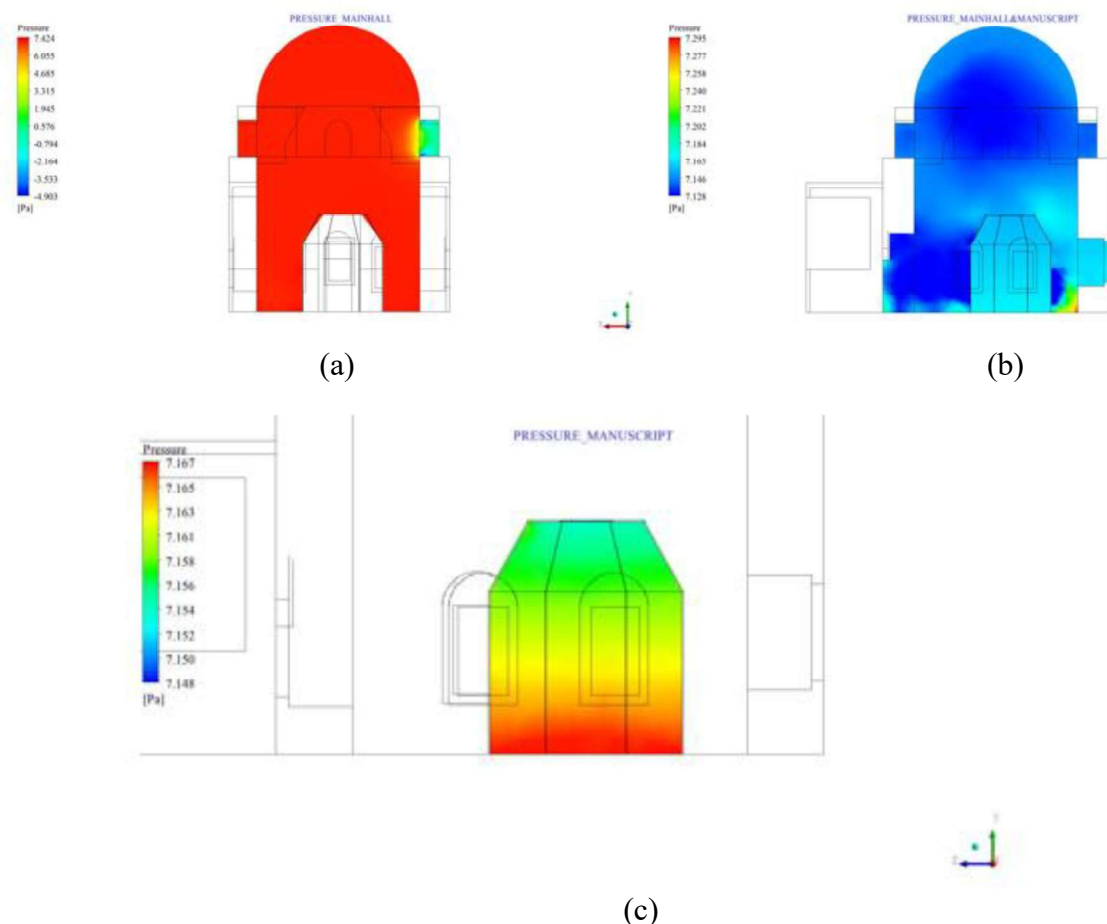 PRESSURE_MAINHALL
Pressure
7.424
6.055
4.685
3.315
1.945
0.576
-0.794
-2.164
-3.533
-4.903
[Pa]
(a)
PRESSURE_MAINHALL&MANUSCRIPT
Pressure
7.295
7.277
7.258
7.240
7.221
7.202
7.184
7.165
7.146
7.128
[Pa]
(b)
PRESSURE_MANUSCRIPT
Pressure
7.167
7.165
7.163
7.161
7.158
7.156
7.154
7.152
7.150
7.148
[Pa]
(c)